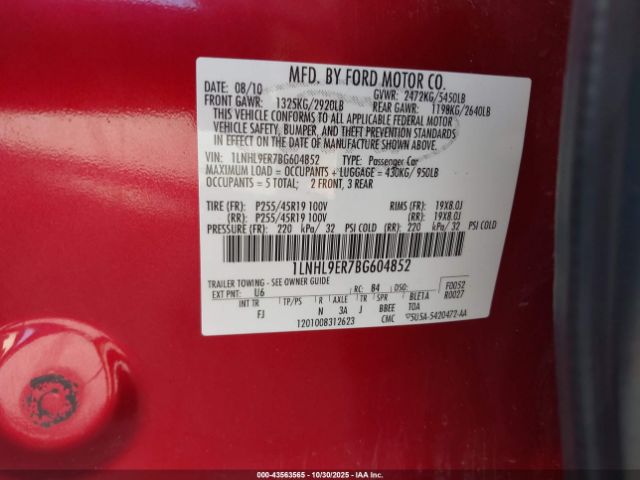 MFD. BY FORD MOTOR CO.
DATE: 08/10 GVWR: 2472KG/5450LB
FRONT GAWR: 1325KG/2920LB REAR GAWR: 1198KG/2640LB
THIS VEHICLE CONFORMS TO ALL APPLICABLE FEDERAL MOTOR
VEHICLE SAFETY, BUMPER, AND THEFT PREVENTION STANDARDS
IN EFFECT ON THE DATE OF MANUFACTURE SHOWN ABOVE.
VIN: 1LNHL9ER7BG604852 TYPE: Passenger Car
MAXIMUM LOAD = OCCUPANTS + LUGGAGE = 430KG/950LB
OCCUPANTS = 5 TOTAL; 2 FRONT, 3 REAR
TIRE (FR): P255/45R19 100V RIMS (FR): 19X8.0J
(RR): P255/45R19 100V (RR): 19X8.0J
PRESSURE (FR): 220 kPa/ 32 PSI COLD (RR): 220 kPa/ 32 PSI COLD
1LNHL9ER7BG604852
TRAILER TOWING - SEE OWNER GUIDE
EXT PNT: U6 RC: B4 DSO: F0052
INT TR TP/PS R AXLE TR SPR BLETA R0027
FJ N 3A J BBEE TOA
1201008312623 CMC 5U5A-5420472-AA
000-43563565 - 10/30/2025 - IAAI.COM